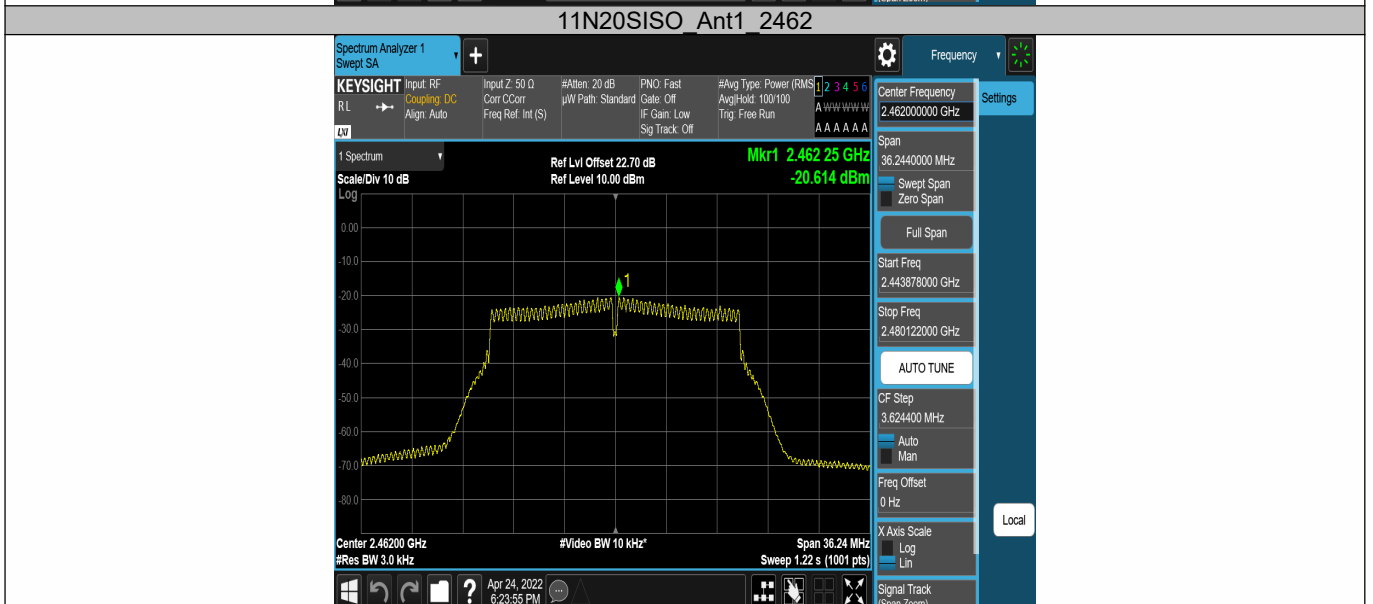 11N20SISO_Ant1_2462
Spectrum Analyzer 1
Swept SA
+
Frequency
KEYSIGHT
R L
LXI
Input: RF
Coupling: DC
Align: Auto
Input Z: 50 Ω
Corr CCorr
Freq Ref: Int (S)
#Atten: 20 dB
µW Path: Standard
PNO: Fast
Gate: Off
IF Gain: Low
Sig Track: Off
#Avg Type: Power (RMS
Avg|Hold: 100/100
Trig: Free Run
1 2 3 4 5 6
A W W W W W
A A A A A A
1 Spectrum
Scale/Div 10 dB
Log
Ref Lvl Offset 22.70 dB
Ref Level 10.00 dBm
Mkr1 2.462 25 GHz
-20.614 dBm
0.00
-10.0
-20.0
-30.0
-40.0
-50.0
-60.0
-70.0
-80.0
1
Center 2.46200 GHz
#Res BW 3.0 kHz
#Video BW 10 kHz*
Span 36.24 MHz
Sweep 1.22 s (1001 pts)
Center Frequency
2.462000000 GHz
Settings
Span
36.2440000 MHz
Swept Span
Zero Span
Full Span
Start Freq
2.443878000 GHz
Stop Freq
2.480122000 GHz
AUTO TUNE
CF Step
3.624400 MHz
Auto
Man
Freq Offset
0 Hz
X Axis Scale
Log
Lin
Local
Signal Track
(Span Zoom)
?
Apr 24, 2022
6:23:55 PM